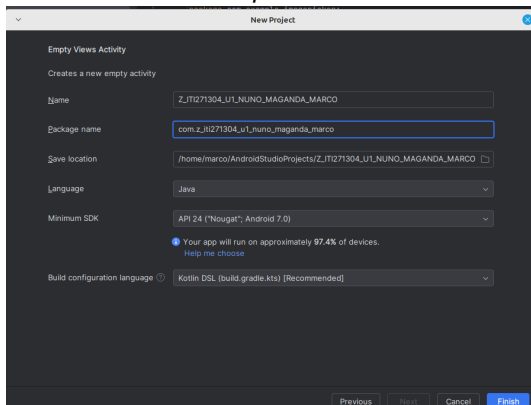 New Project
Empty Views Activity
Creates a new empty activity
Name Z_ITI271304_U1_NUNO_MAGANDA_MARCO
Package name com.z_iti271304_u1_nuno_maganda_marco
Save location /home/marco/AndroidStudioProjects/Z_ITI271304_U1_NUNO_MAGANDA_MARCO
Language Java
Minimum SDK API 24 ("Nougat"; Android 7.0)
Your app will run on approximately 97.4% of devices.
Help me choose
Build configuration language Kotlin DSL (build.gradle.kts) [Recommended]
Previous Next Cancel Finish